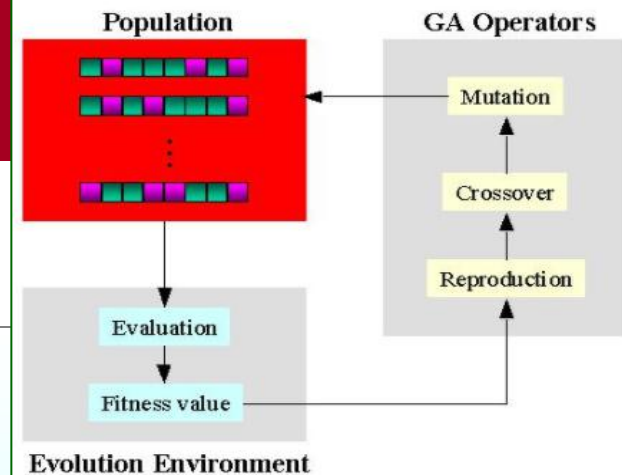 Population
GA Operators
Mutation
Crossover
Reproduction
Evaluation
Fitness value
Evolution Environment